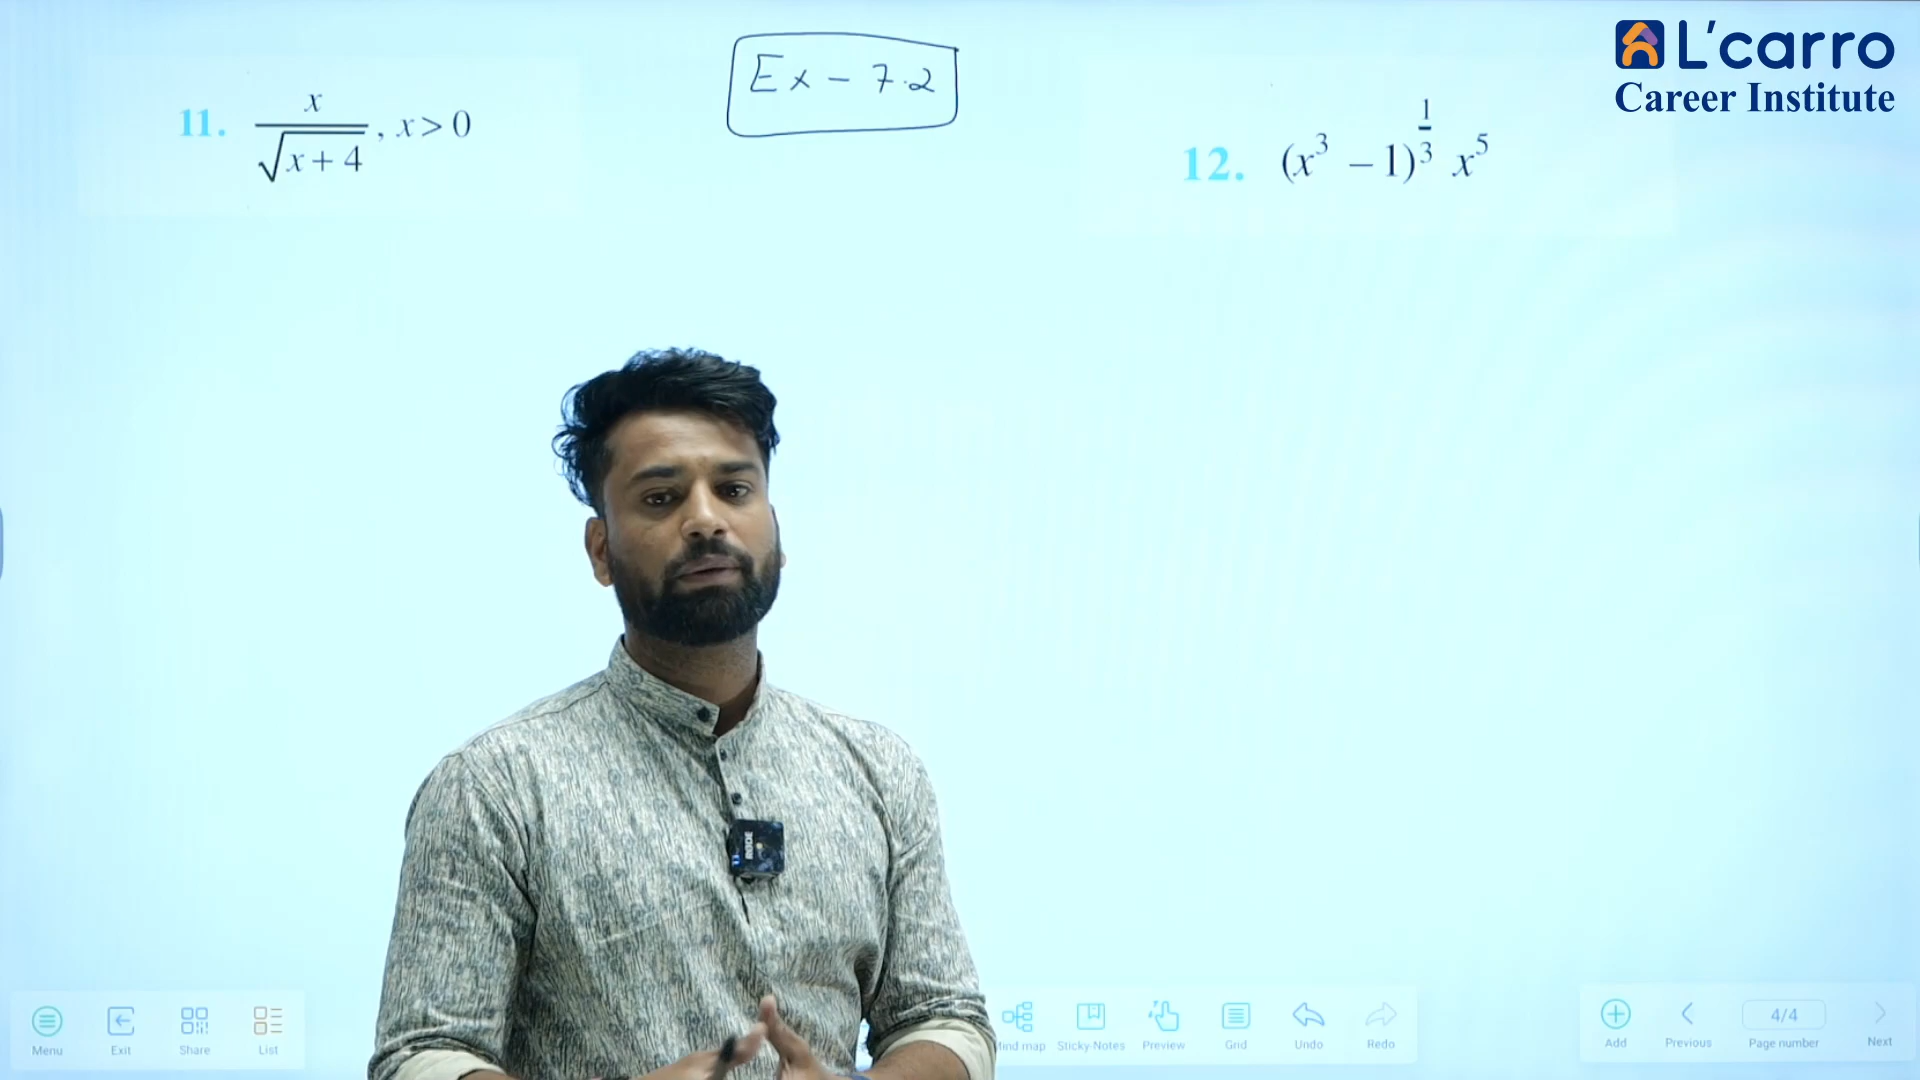 L'carro
Career Institute
Ex - 7.2
11. x/√(x + 4) , x > 0
12. (x³ – 1)^(1/3) x⁵
RODE
Menu Exit Share List
Mind map Sticky Notes Preview Grid Undo Redo
Add Previous 4/4 Page number Next